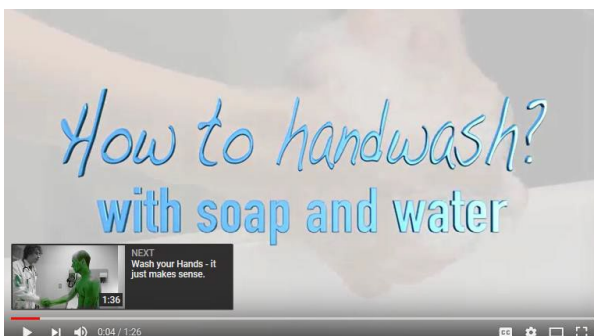 How to handwash?
with soap and water
NEXT
Wash your Hands - it
just makes sense.
1:36
0:04 / 1:26